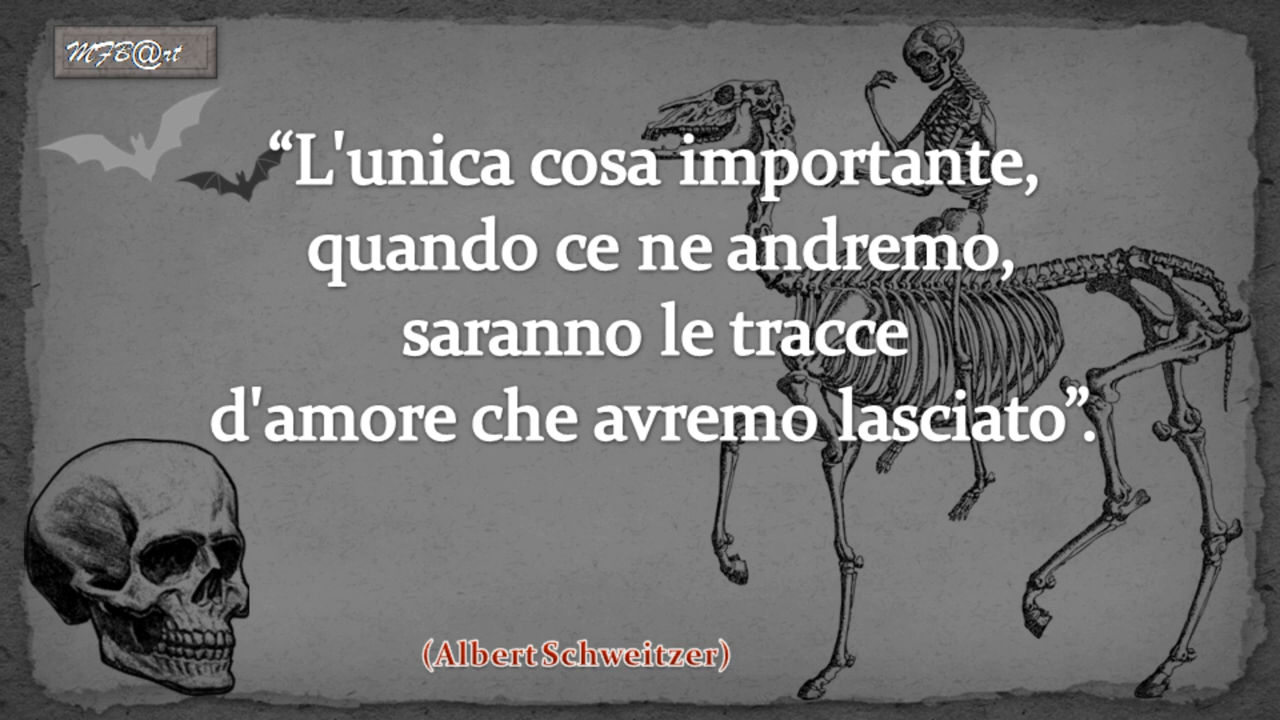 MFB@rt
“L'unica cosa importante,
quando ce ne andremo,
saranno le tracce
d'amore che avremo lasciato”.
(Albert Schweitzer)